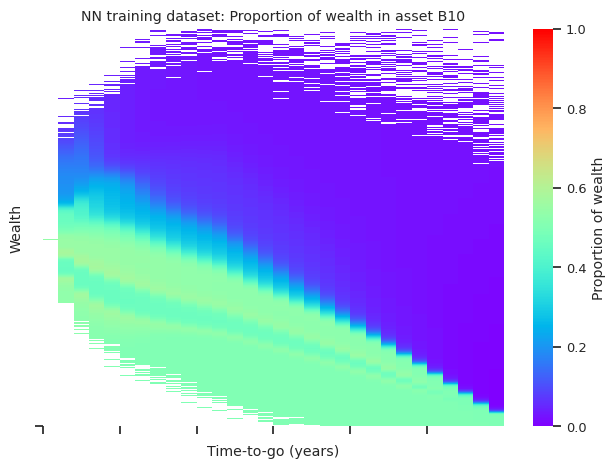 NN training dataset: Proportion of wealth in asset B10
Wealth
Time-to-go (years)
1.0
0.8
0.6
0.4
0.2
0.0
Proportion of wealth